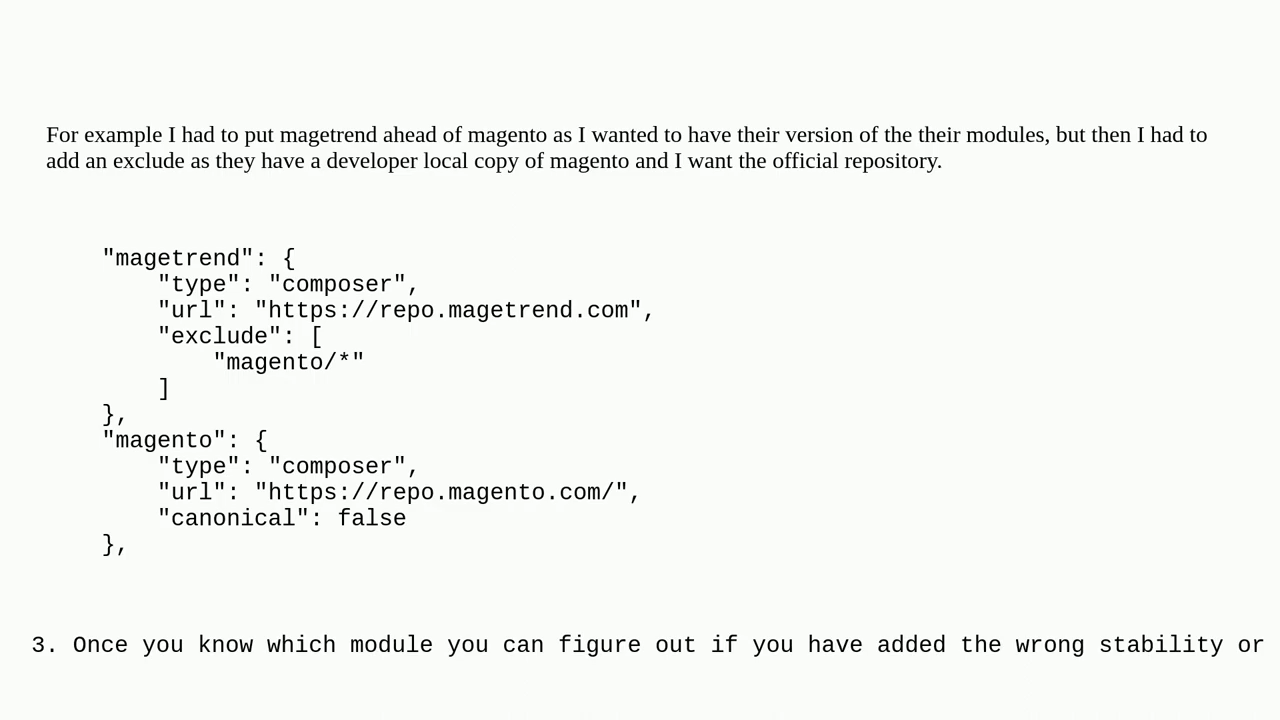 For example I had to put magetrend ahead of magento as I wanted to have their version of the their modules, but then I had to
add an exclude as they have a developer local copy of magento and I want the official repository.
"magetrend": {
    "type": "composer",
    "url": "https://repo.magetrend.com",
    "exclude": [
        "magento/*"
    ]
},
"magento": {
    "type": "composer",
    "url": "https://repo.magento.com/",
    "canonical": false
},
3. Once you know which module you can figure out if you have added the wrong stability or